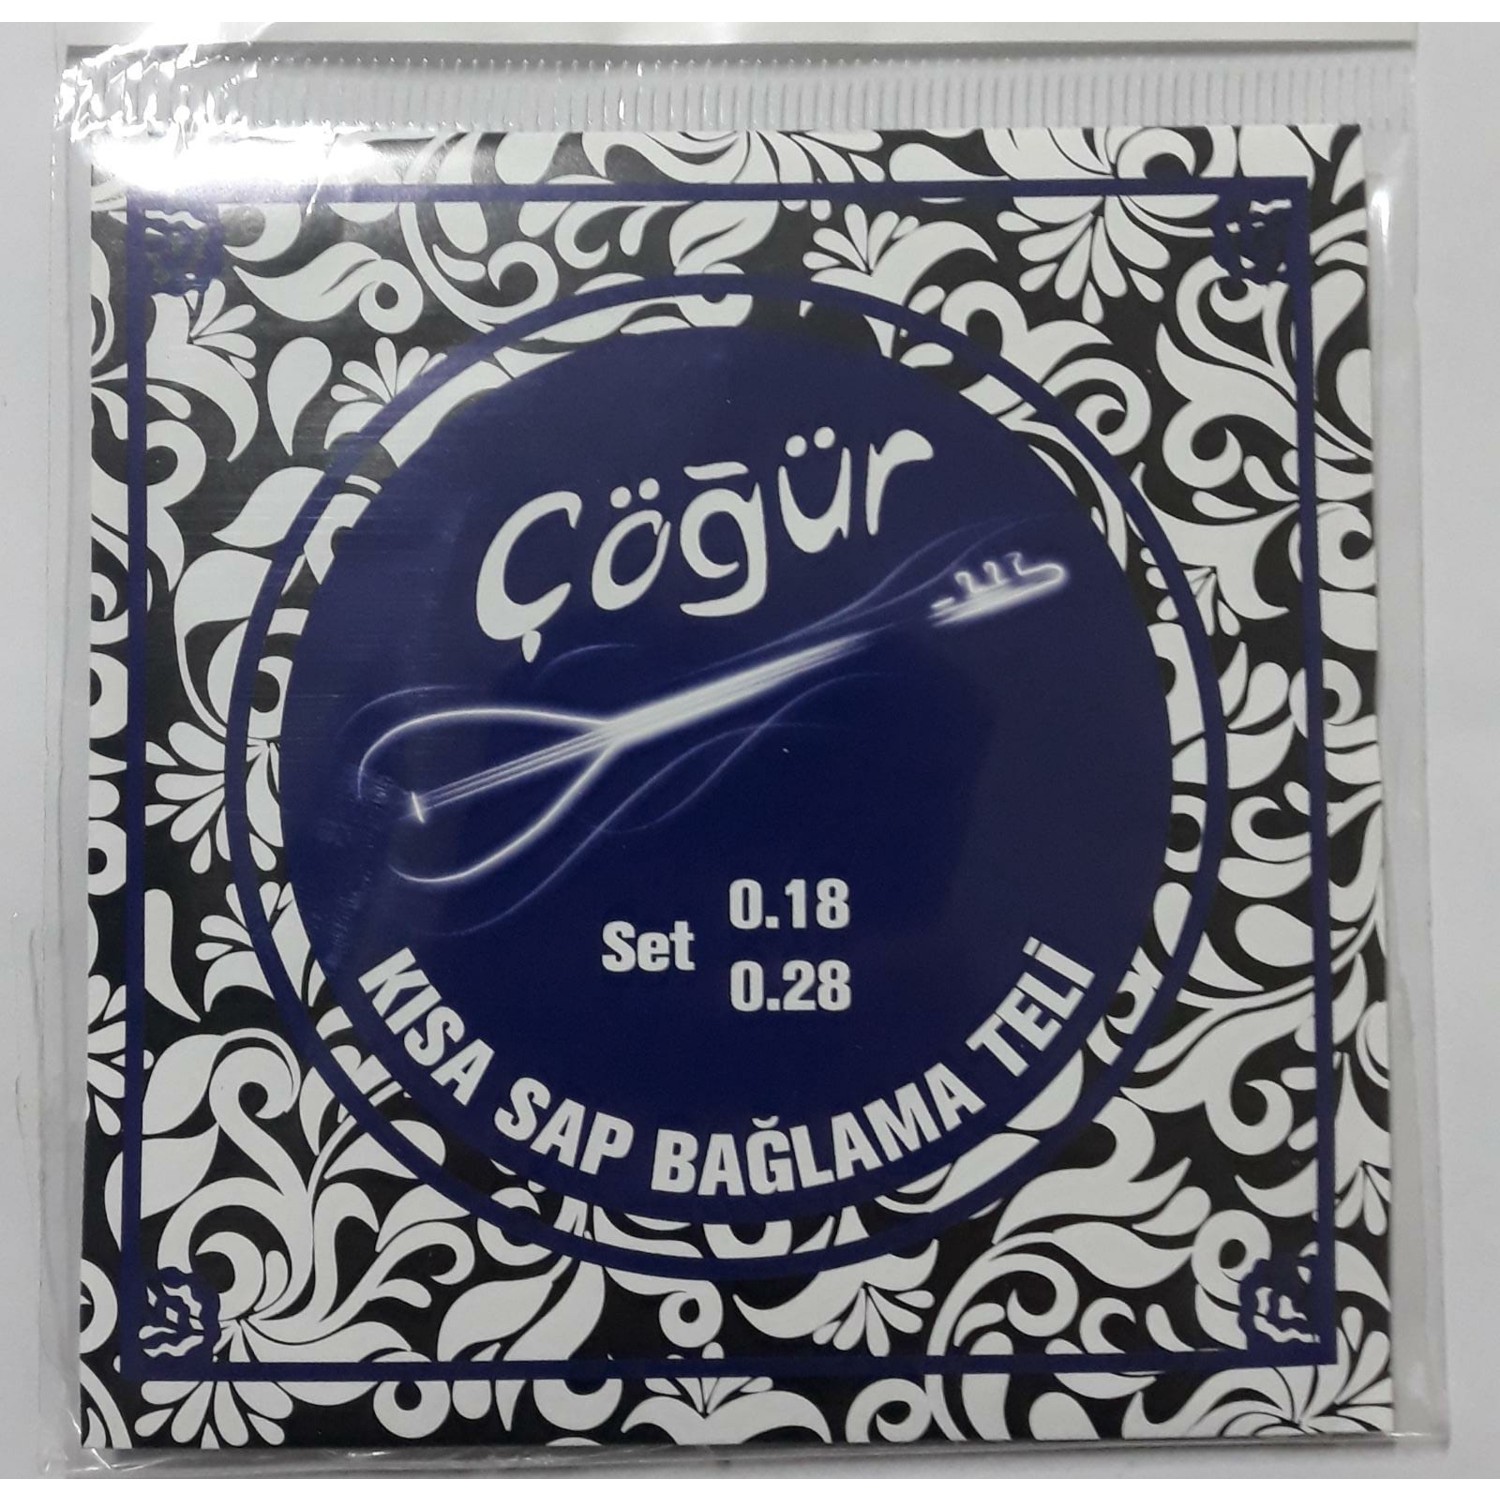 Çöğür
Set 0.18
0.28
KISA SAP BAĞLAMA TELİ